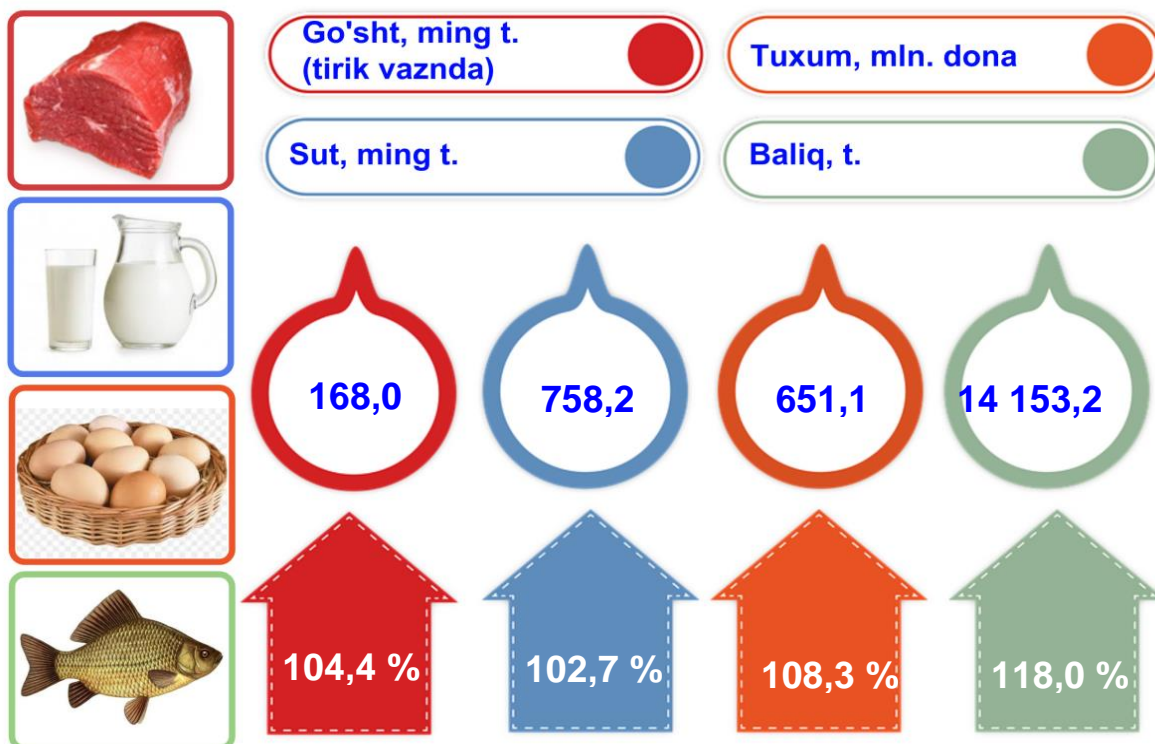 Go'sht, ming t.
(tirik vaznda)
Tuxum, mln. dona
Sut, ming t.
Baliq, t.
168,0
758,2
651,1
14 153,2
104,4 %
102,7 %
108,3 %
118,0 %